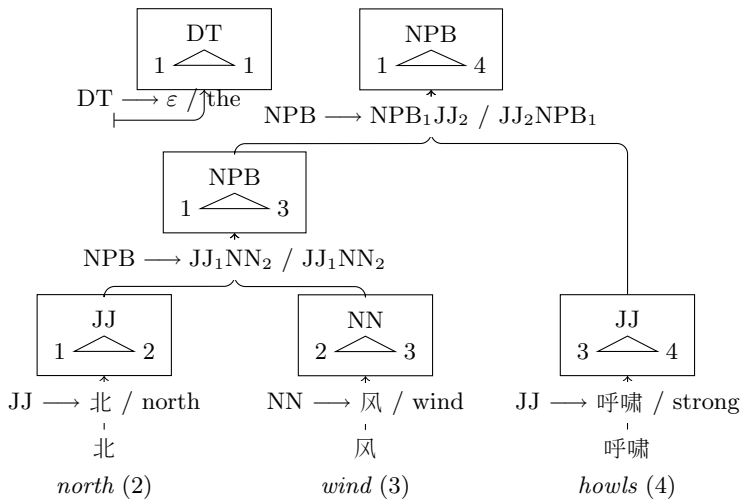 DT NPB
1 1 1 4
DT → ε / the
NPB → NPB₁JJ₂ / JJ₂NPB₁
NPB
1 3
NPB → JJ₁NN₂ / JJ₁NN₂
JJ NN JJ
1 2 2 3 3 4
JJ → 北 / north NN → 风 / wind JJ → 呼啸 / strong
北 风 呼啸
north (2) wind (3) howls (4)